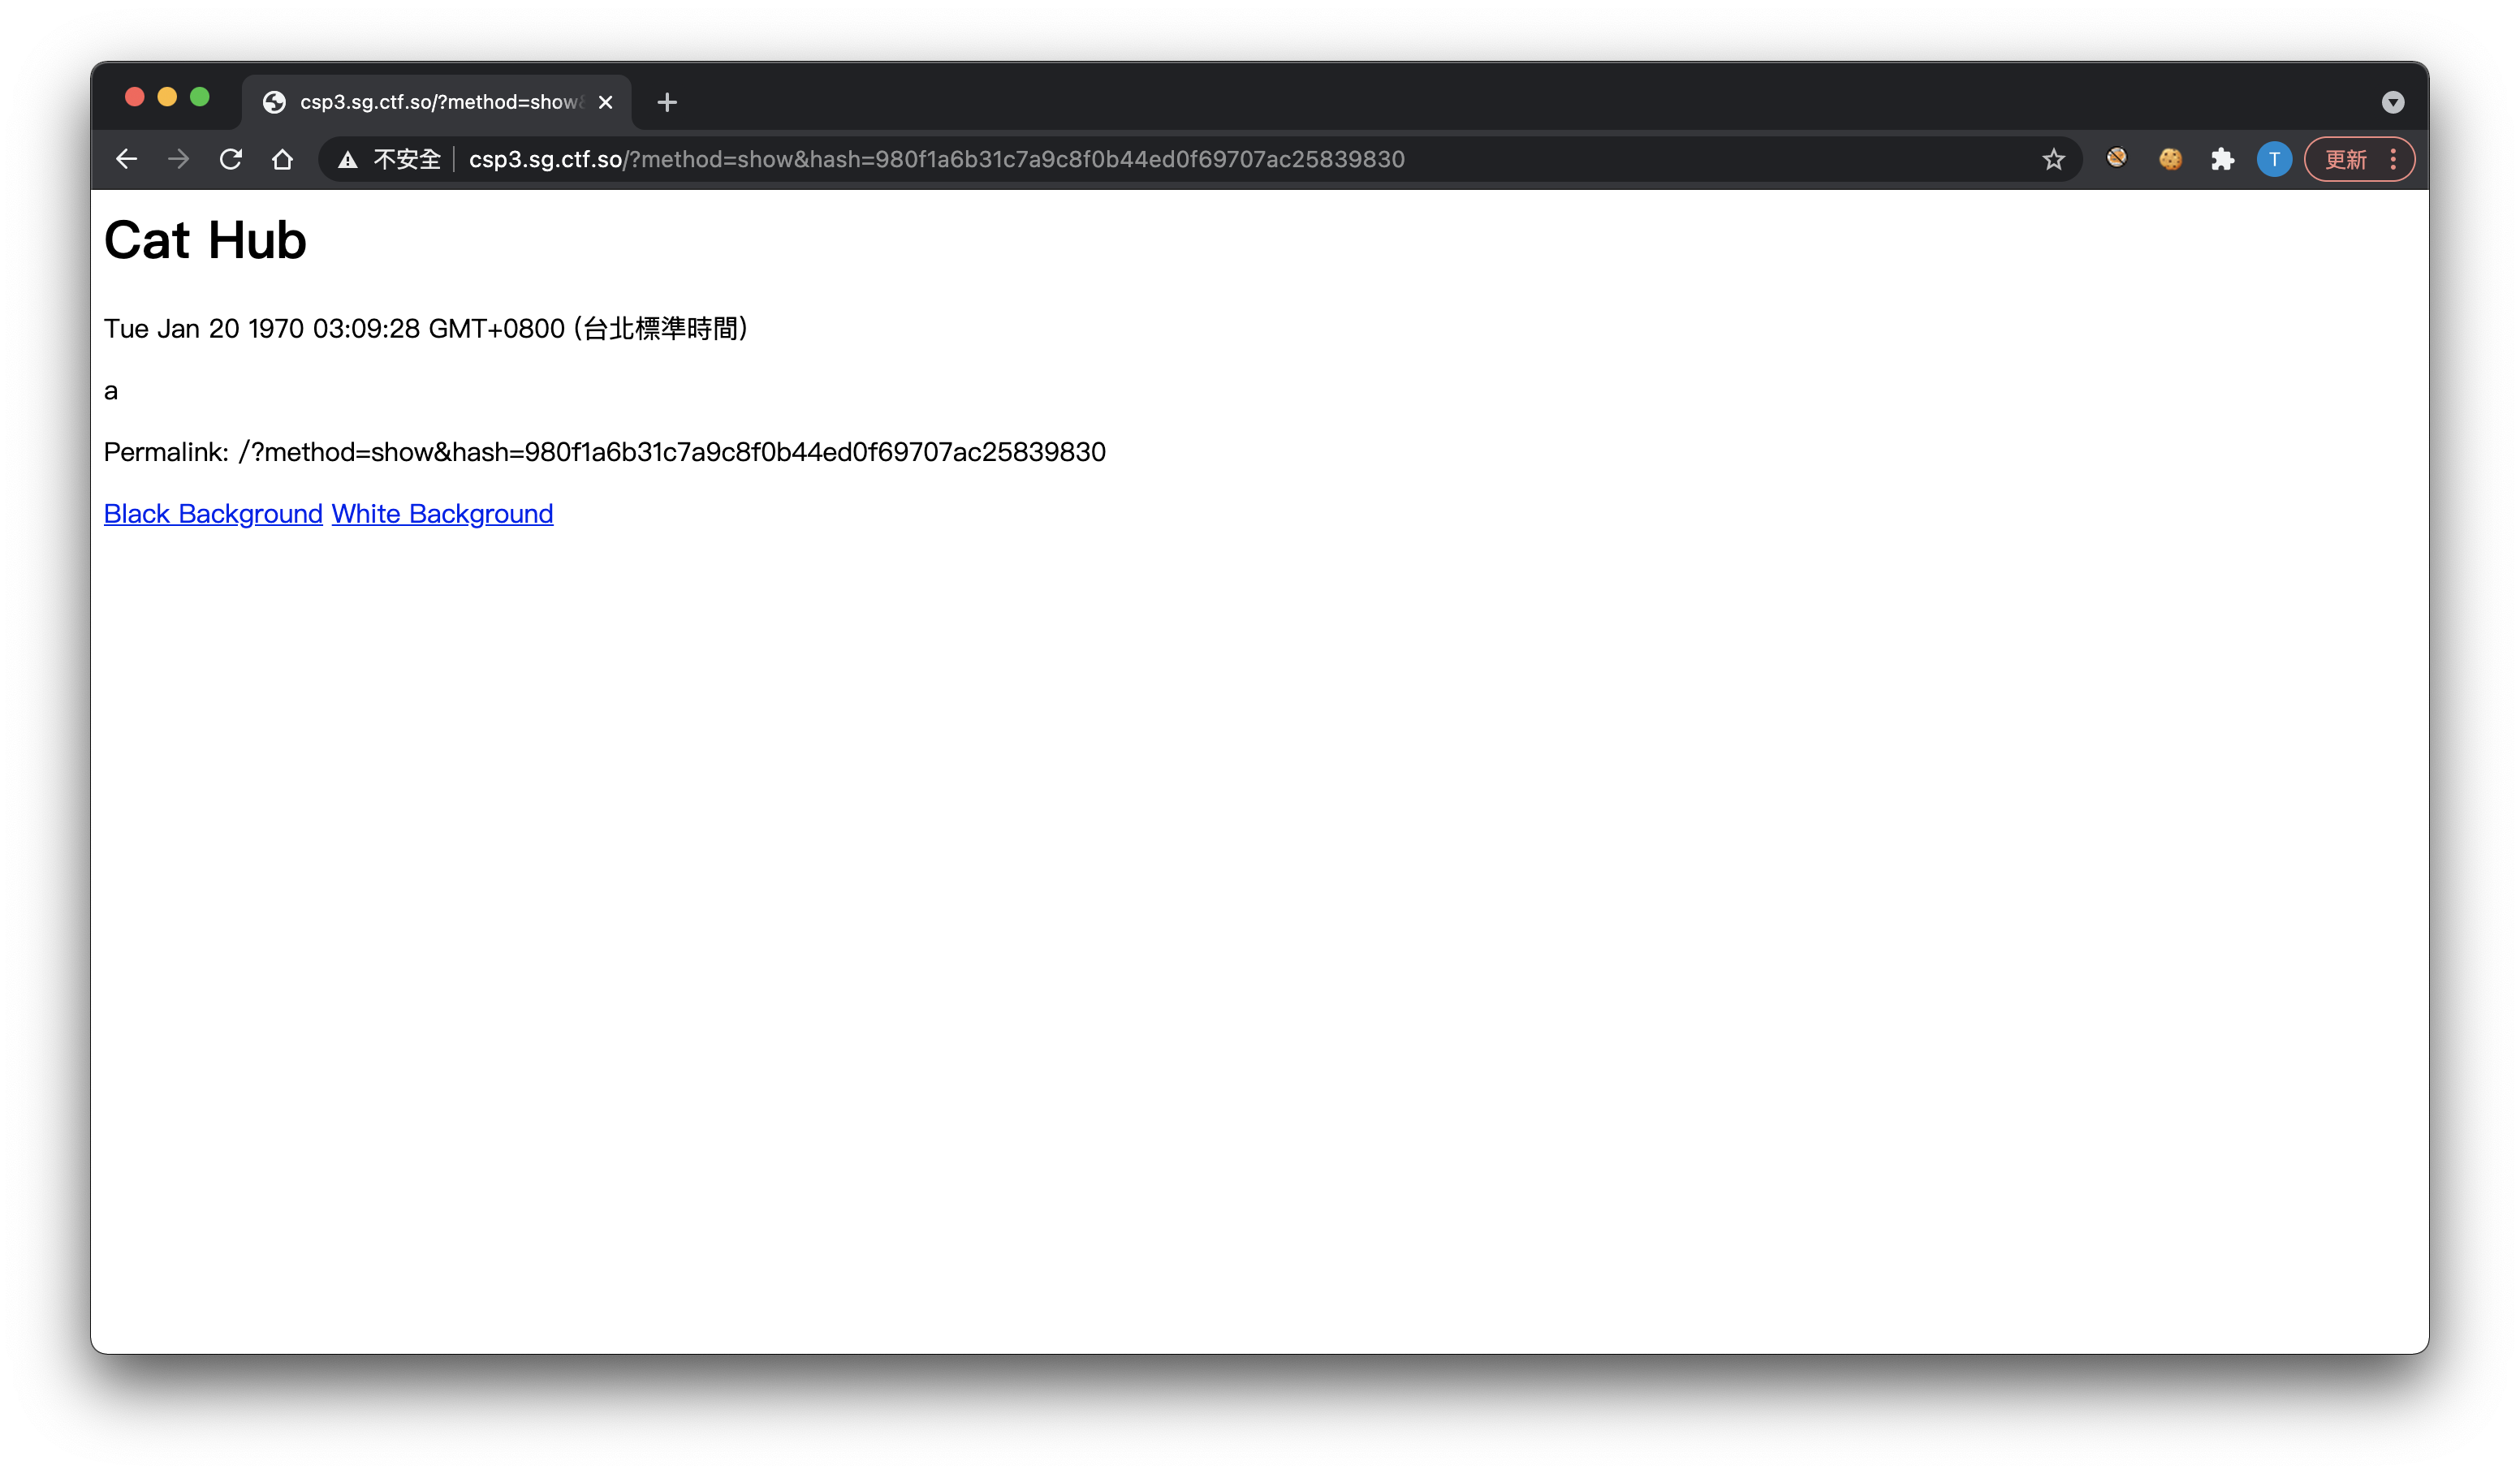 csp3.sg.ctf.so/?method=show
不安全 csp3.sg.ctf.so/?method=show&hash=980f1a6b31c7a9c8f0b44ed0f69707ac25839830 T 更新
Cat Hub
Tue Jan 20 1970 03:09:28 GMT+0800 (台北標準時間)
a
Permalink: /?method=show&hash=980f1a6b31c7a9c8f0b44ed0f69707ac25839830
Black Background White Background